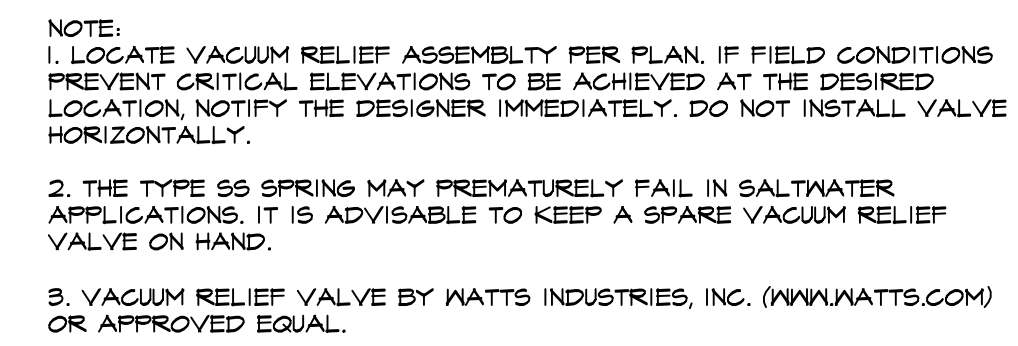 NOTE:
1. LOCATE VACUUM RELIEF ASSEMBLTY PER PLAN. IF FIELD CONDITIONS
PREVENT CRITICAL ELEVATIONS TO BE ACHIEVED AT THE DESIRED
LOCATION, NOTIFY THE DESIGNER IMMEDIATELY. DO NOT INSTALL VALVE
HORIZONTALLY.
2. THE TYPE SS SPRING MAY PREMATURELY FAIL IN SALTWATER
APPLICATIONS. IT IS ADVISABLE TO KEEP A SPARE VACUUM RELIEF
VALVE ON HAND.
3. VACUUM RELIEF VALVE BY WATTS INDUSTRIES, INC. (WWW.WATTS.COM)
OR APPROVED EQUAL.